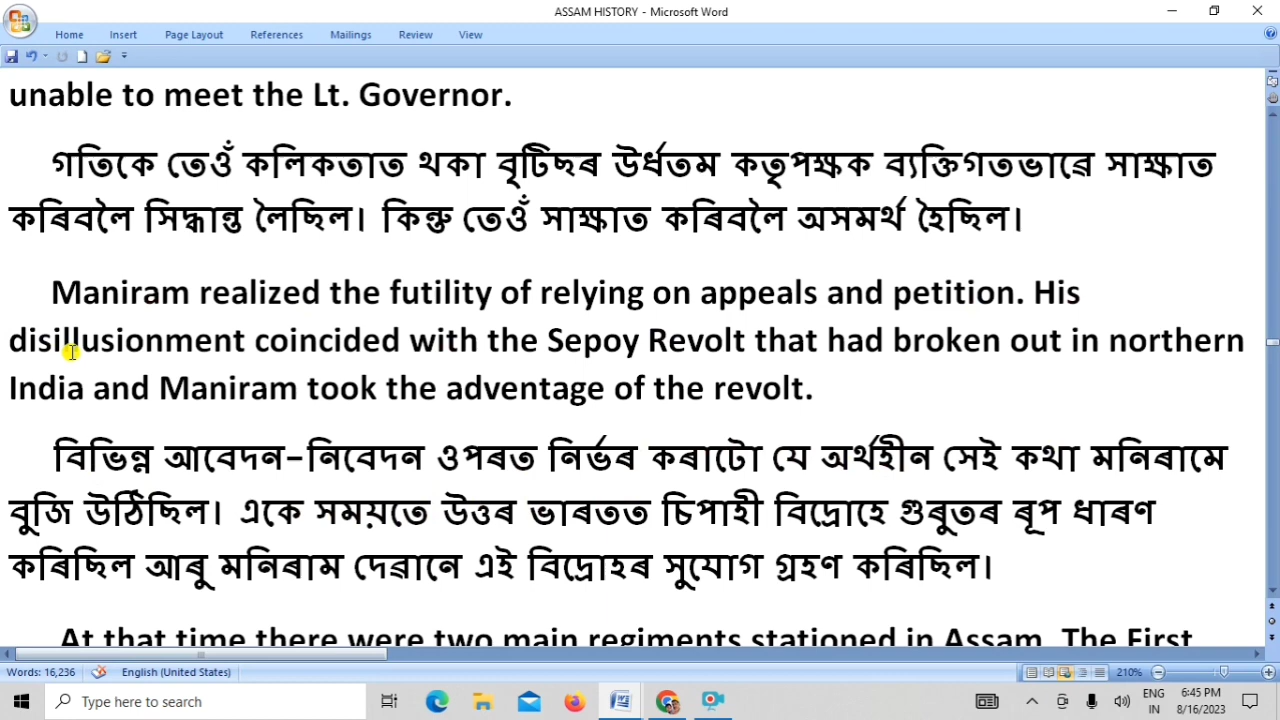 ASSAM HISTORY - Microsoft Word
Home Insert Page Layout References Mailings Review View
unable to meet the Lt. Governor.
গতিকে তেওঁ কলিকতাত থকা বৃটিছৰ উৰ্ধতম কতৃপক্ষক ব্যক্তিগতভাৱে সাক্ষাত
কৰিবলৈ সিদ্ধান্ত লৈছিল। কিন্তু তেওঁ সাক্ষাত কৰিবলৈ অসমৰ্থ হৈছিল।
Maniram realized the futility of relying on appeals and petition. His
disillusionment coincided with the Sepoy Revolt that had broken out in northern
India and Maniram took the adventage of the revolt.
বিভিন্ন আবেদন-নিবেদন ওপৰত নিৰ্ভৰ কৰাটো যে অৰ্থহীন সেই কথা মনিৰামে
বুজি উঠিছিল। একে সময়তে উত্তৰ ভাৰতত চিপাহী বিদ্ৰোহে গুৰুতৰ ৰূপ ধাৰণ
কৰিছিল আৰু মনিৰাম দেৱানে এই বিদ্ৰোহৰ সুযোগ গ্ৰহণ কৰিছিল।
At that time there were two main regiments stationed in Assam. The First
Words: 16,236 English (United States) 210%
Type here to search
ENG 6:45 PM
IN 8/16/2023